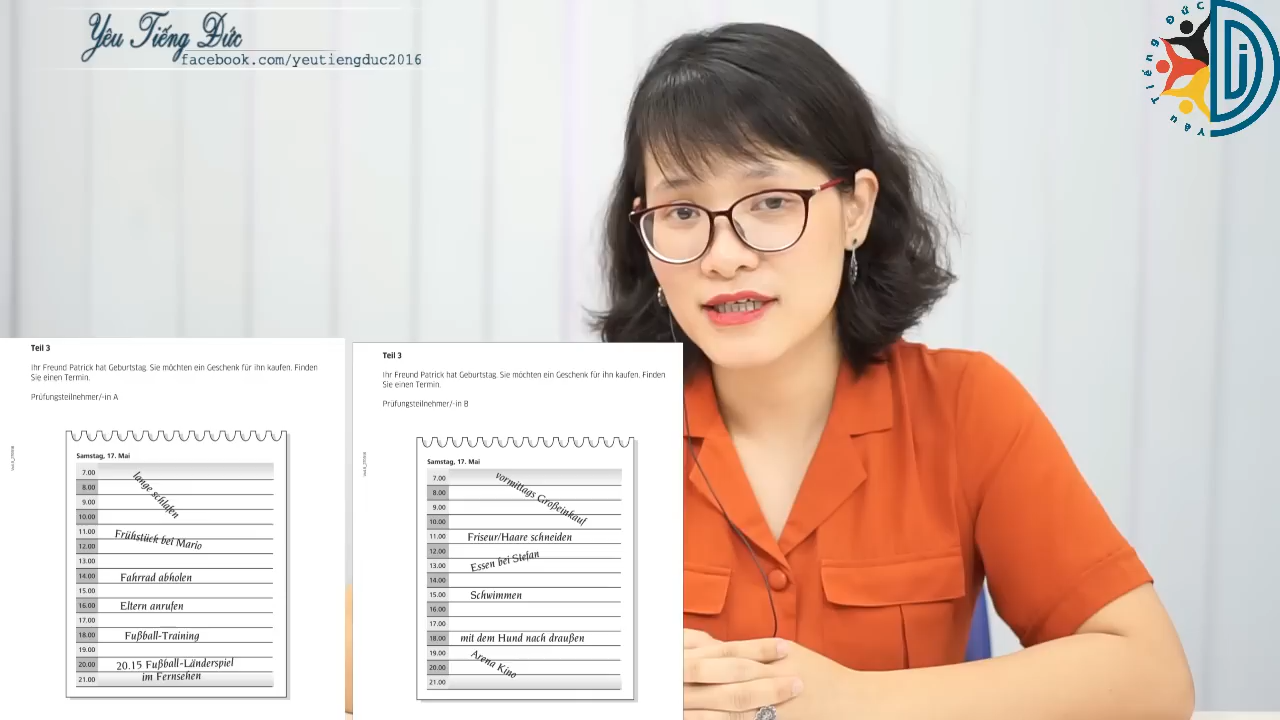 Yêu Tiếng Đức
facebook.com/yeutiengduc2016
Yêu Tiếng Đức
Teil 3
Ihr Freund Patrick hat Geburtstag. Sie möchten ein Geschenk für ihn kaufen. Finden
Sie einen Termin.
Prüfungsteilnehmer/-in A
Samstag, 17. Mai
7.00
lange schlafen
8.00
9.00
10.00
11.00 Frühstück bei Mario
12.00
13.00
14.00 Fahrrad abholen
15.00
16.00 Eltern anrufen
17.00
18.00 Fußball-Training
19.00
20.00 20.15 Fußball-Länderspiel
21.00 im Fernsehen
Teil 3
Ihr Freund Patrick hat Geburtstag. Sie möchten ein Geschenk für ihn kaufen. Finden
Sie einen Termin.
Prüfungsteilnehmer/-in B
Samstag, 17. Mai
7.00
vormittags Großeinkauf
8.00
9.00
10.00
11.00 Friseur/Haare schneiden
12.00
13.00 Essen bei Stefan
14.00
15.00 Schwimmen
16.00
17.00
18.00 mit dem Hund nach draußen
19.00
Arena Kino
20.00
21.00